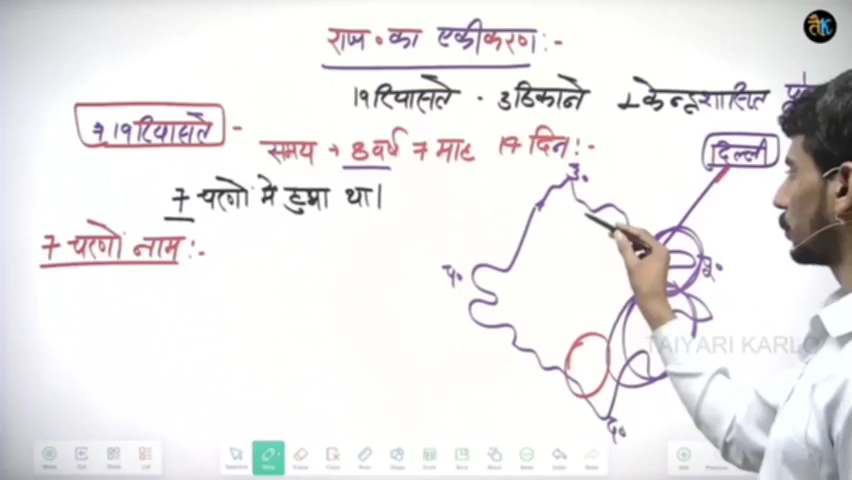 राज॰ का एकीकरण:-
19 रियासते - 3 ठिकाने 1 केन्द्रशासित
→ 19 रियासते -
समय → 8 वर्ष 7 माह 14 दिन:-
दिल्ली
7 चरणो मे हुआ था।
उ॰
7 चरणो नाम:-
प॰
पू॰
द॰
TAIYARI KARLO
तैK